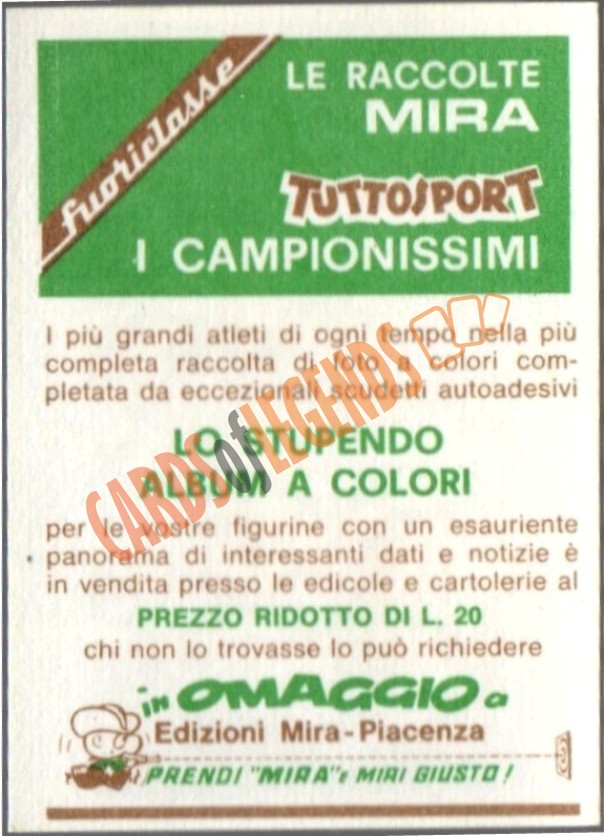 fuoriclasse
LE RACCOLTE
MIRA
TUTTOSPORT
I CAMPIONISSIMI
I più grandi atleti di ogni tempo nella più
completa raccolta di foto a colori com-
pletata da eccezionali scudetti autoadesivi
LO STUPENDO
ALBUM A COLORI
per le vostre figurine con un esauriente
panorama di interessanti dati e notizie è
in vendita presso le edicole e cartolerie al
PREZZO RIDOTTO DI L. 20
chi non lo trovasse lo può richiedere
in OMAGGIO a
Edizioni Mira-Piacenza
PRENDI "MIRA" e MIRI GIUSTO!
CARDS of LEGENDS